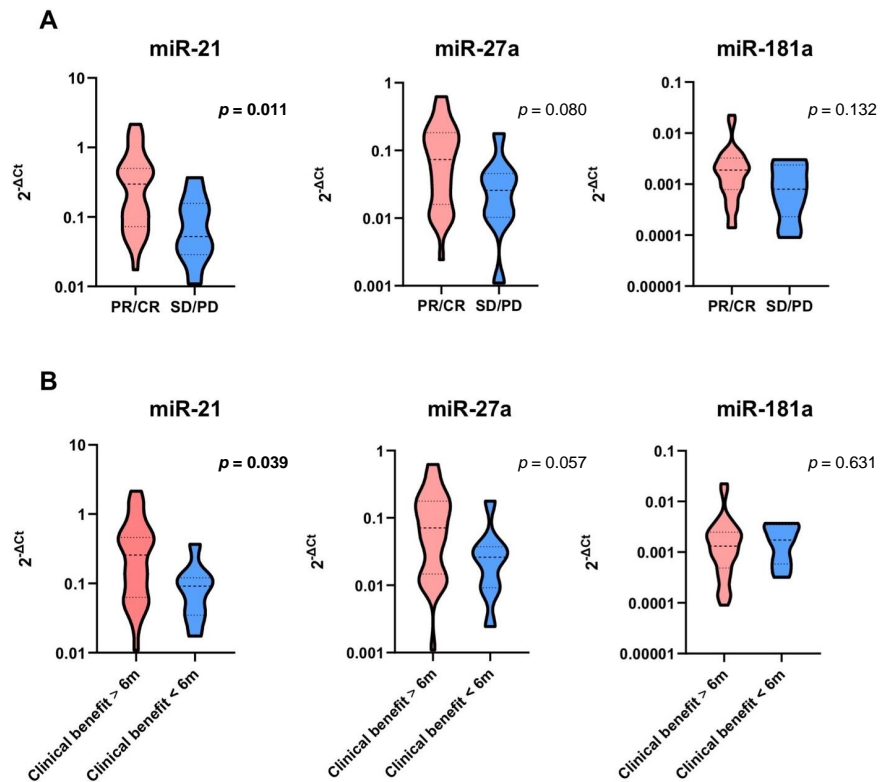 A
miR-21
miR-27a
miR-181a
p = 0.011
p = 0.080
p = 0.132
2^-ΔCt
10
1
0.1
0.01
PR/CR SD/PD
2^-ΔCt
1
0.1
0.01
0.001
PR/CR SD/PD
2^-ΔCt
0.1
0.01
0.001
0.0001
0.00001
PR/CR SD/PD
B
miR-21
miR-27a
miR-181a
p = 0.039
p = 0.057
p = 0.631
2^-ΔCt
10
1
0.1
0.01
Clinical benefit > 6m
Clinical benefit < 6m
2^-ΔCt
1
0.1
0.01
0.001
Clinical benefit > 6m
Clinical benefit < 6m
2^-ΔCt
0.1
0.01
0.001
0.0001
0.00001
Clinical benefit > 6m
Clinical benefit < 6m